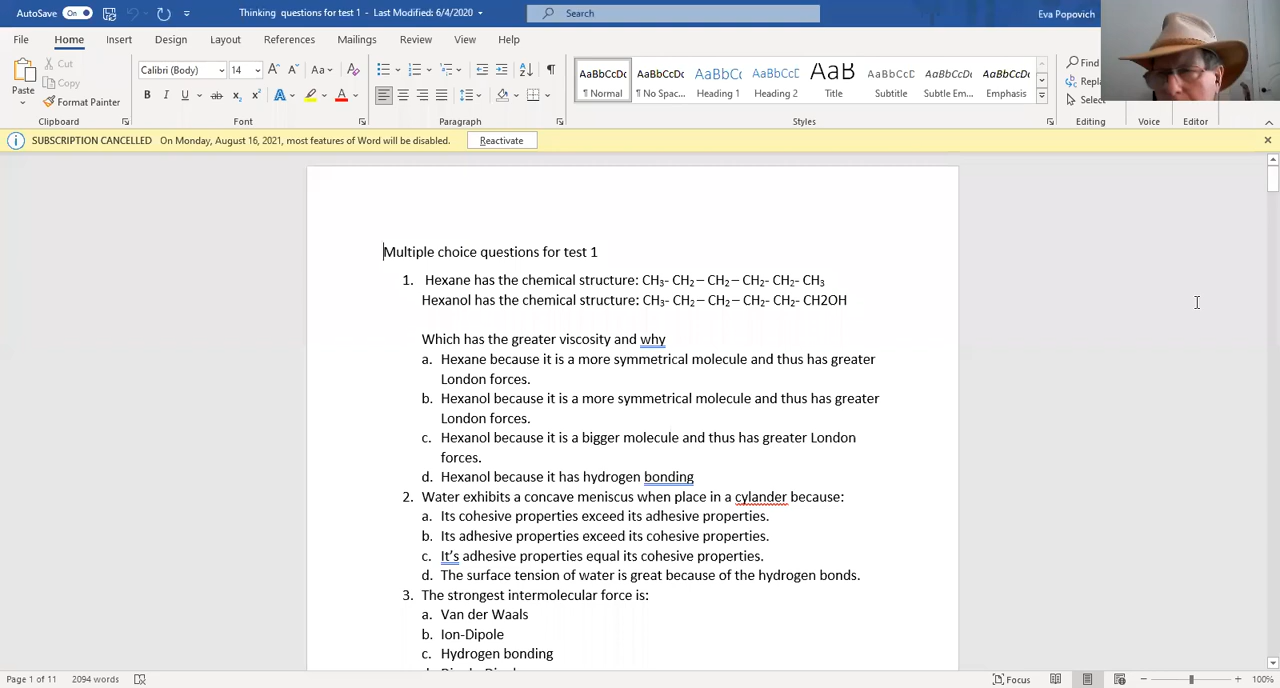 AutoSave On Thinking questions for test 1 - Last Modified: 6/4/2020 Search Eva Popovich
File Home Insert Design Layout References Mailings Review View Help
Paste Cut Copy Format Painter
Calibri (Body) 14 Aa
B I U ab x₂ x² A A
AaBbCcDc AaBbCcDc AaBbCc AaBbCcD AaB AaBbCcD AaBbCcDc AaBbCcDc
¶ Normal ¶ No Spac... Heading 1 Heading 2 Title Subtitle Subtle Em... Emphasis
Find
Repla
Select
Clipboard Font Paragraph Styles Editing Voice Editor
SUBSCRIPTION CANCELLED On Monday, August 16, 2021, most features of Word will be disabled. Reactivate
Multiple choice questions for test 1
1. Hexane has the chemical structure: CH₃- CH₂ – CH₂ – CH₂- CH₂- CH₃
Hexanol has the chemical structure: CH₃- CH₂ – CH₂ – CH₂- CH₂- CH2OH
Which has the greater viscosity and why
a. Hexane because it is a more symmetrical molecule and thus has greater
London forces.
b. Hexanol because it is a more symmetrical molecule and thus has greater
London forces.
c. Hexanol because it is a bigger molecule and thus has greater London
forces.
d. Hexanol because it has hydrogen bonding
2. Water exhibits a concave meniscus when place in a cylander because:
a. Its cohesive properties exceed its adhesive properties.
b. Its adhesive properties exceed its cohesive properties.
c. It's adhesive properties equal its cohesive properties.
d. The surface tension of water is great because of the hydrogen bonds.
3. The strongest intermolecular force is:
a. Van der Waals
b. Ion-Dipole
c. Hydrogen bonding
Page 1 of 11 2094 words Focus 100%